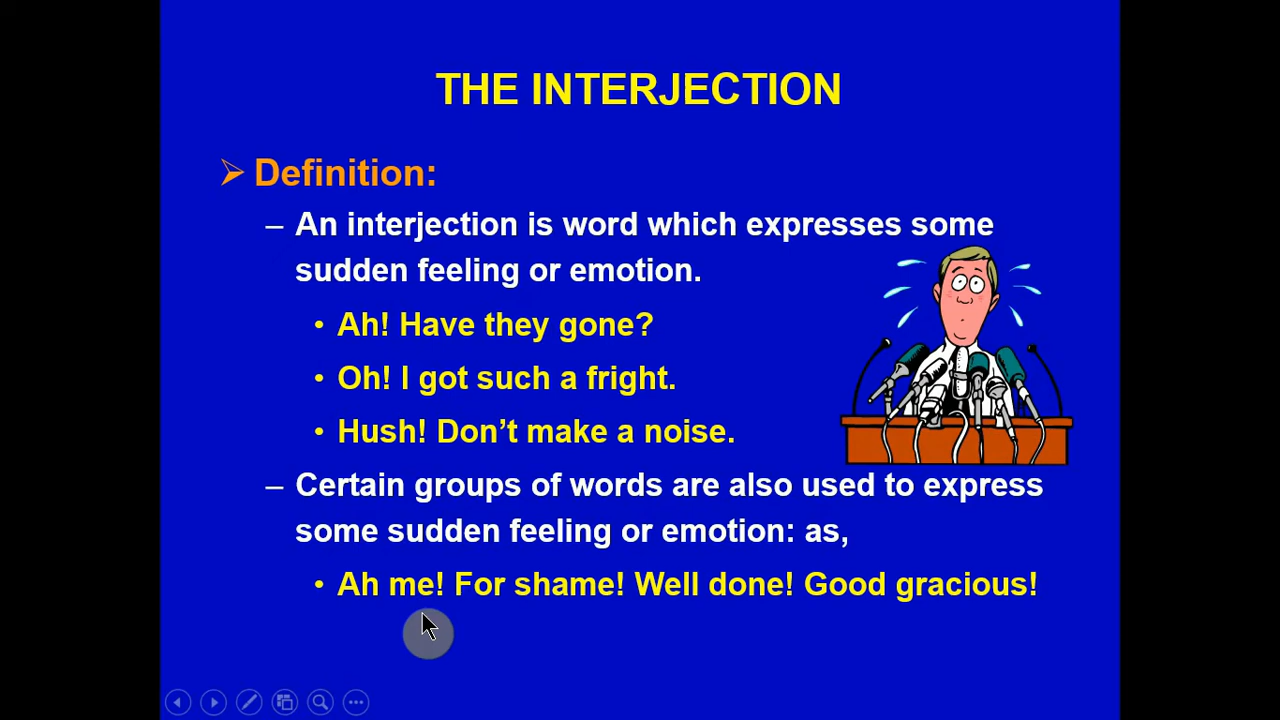 THE INTERJECTION
Definition:
– An interjection is word which expresses some
sudden feeling or emotion.
• Ah! Have they gone?
• Oh! I got such a fright.
• Hush! Don’t make a noise.
– Certain groups of words are also used to express
some sudden feeling or emotion: as,
• Ah me! For shame! Well done! Good gracious!